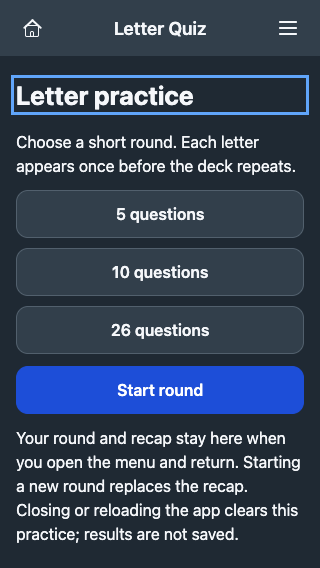 Letter Quiz
Letter practice
Choose a short round. Each letter
appears once before the deck repeats.
5 questions
10 questions
26 questions
Start round
Your round and recap stay here when
you open the menu and return. Starting
a new round replaces the recap.
Closing or reloading the app clears this
practice; results are not saved.